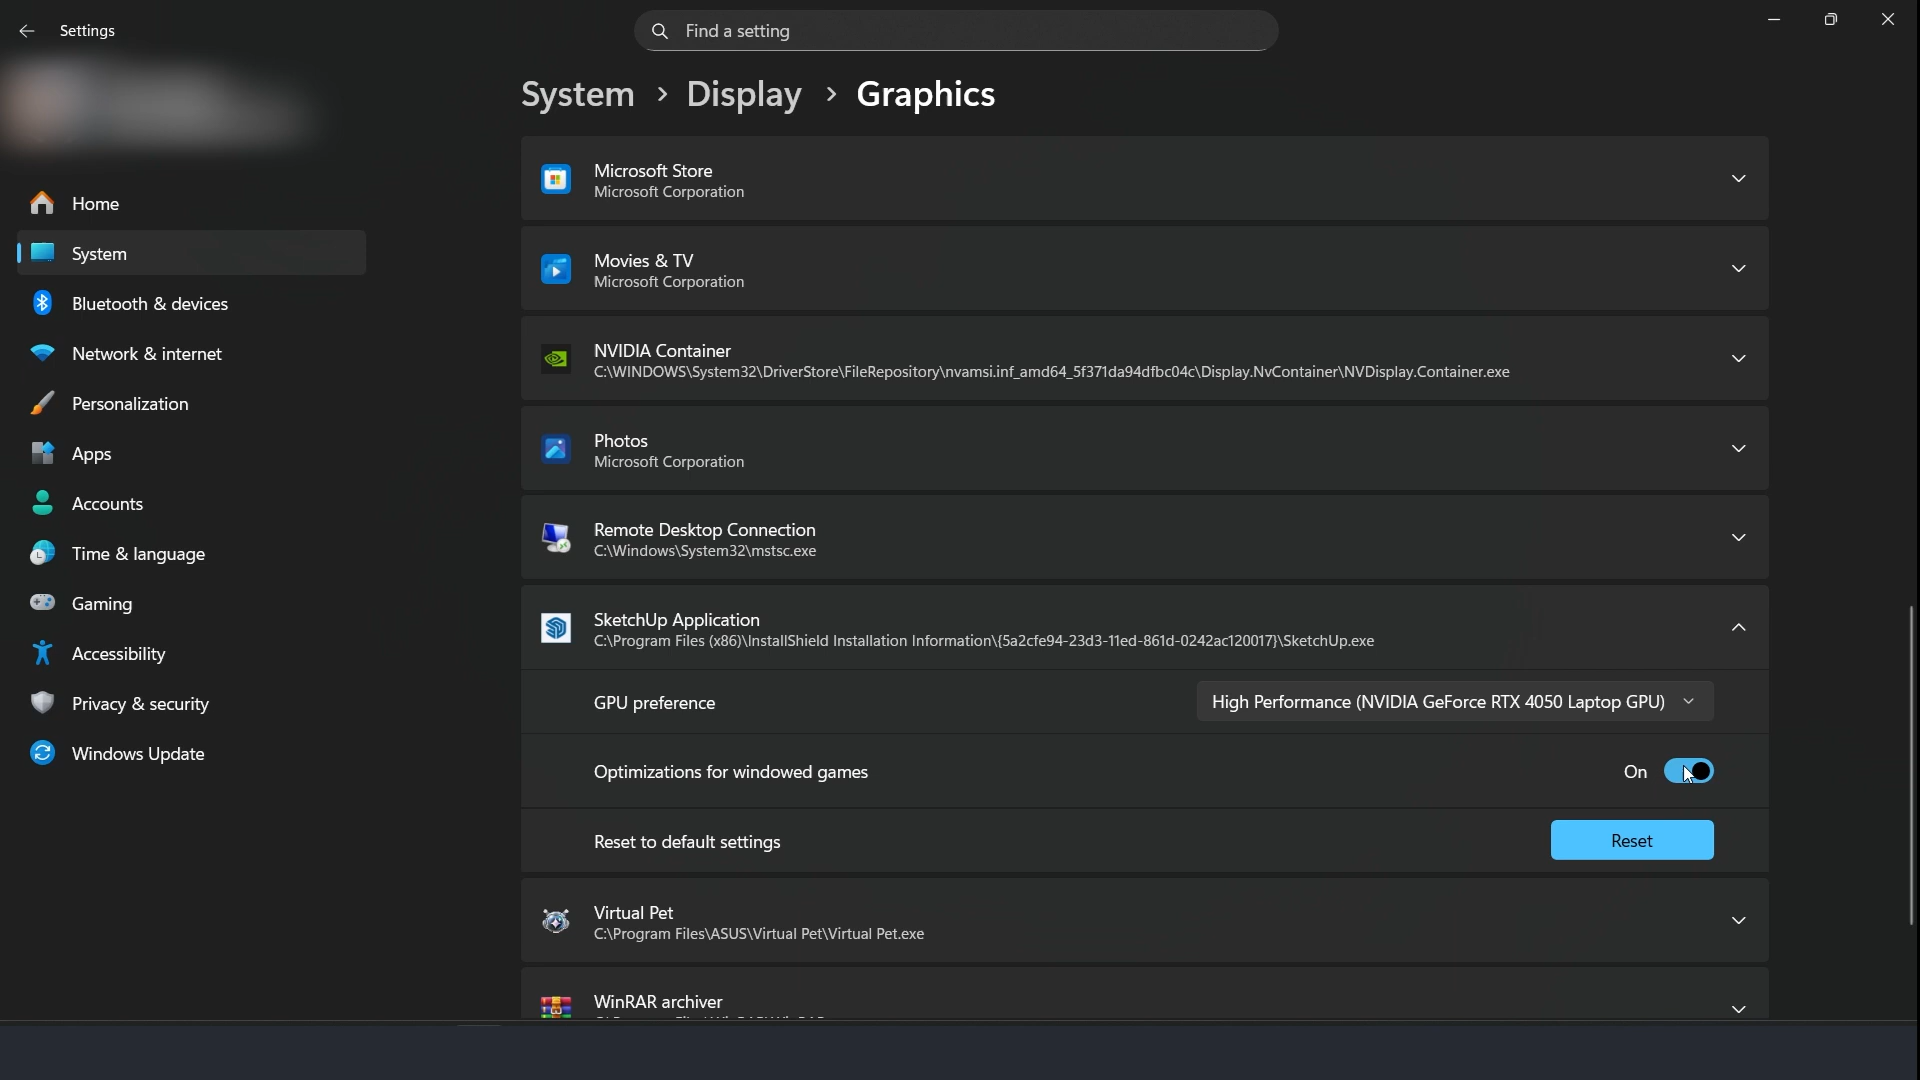 Settings
Find a setting
System > Display > Graphics
Home
System
Bluetooth & devices
Network & internet
Personalization
Apps
Accounts
Time & language
Gaming
Accessibility
Privacy & security
Windows Update
Microsoft Store
Microsoft Corporation
Movies & TV
Microsoft Corporation
NVIDIA Container
C:\WINDOWS\System32\DriverStore\FileRepository\nvamsi.inf_amd64_5f371da94dfbc04c\Display.NvContainer\NVDisplay.Container.exe
Photos
Microsoft Corporation
Remote Desktop Connection
C:\Windows\System32\mstsc.exe
SketchUp Application
C:\Program Files (x86)\InstallShield Installation Information\{5a2cfe94-23d3-11ed-861d-0242ac120017}\SketchUp.exe
GPU preference
High Performance (NVIDIA GeForce RTX 4050 Laptop GPU)
Optimizations for windowed games
On
Reset to default settings
Reset
Virtual Pet
C:\Program Files\ASUS\Virtual Pet\Virtual Pet.exe
WinRAR archiver